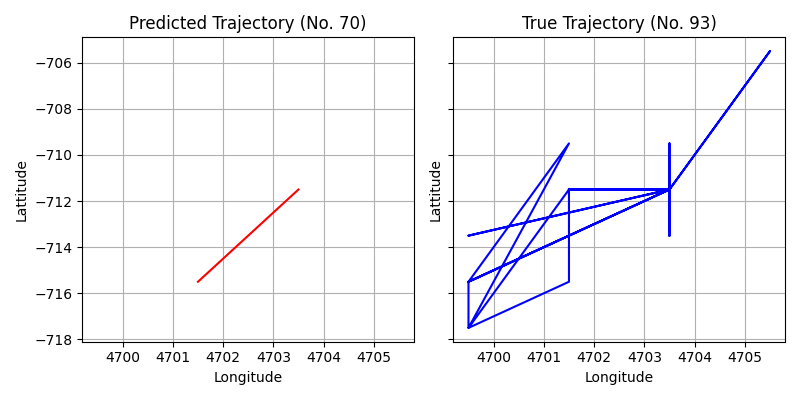 Predicted Trajectory (No. 70)
True Trajectory (No. 93)
Lattitude
−706
−708
−710
−712
−714
−716
−718
4700 4701 4702 4703 4704 4705
Longitude
Lattitude
4700 4701 4702 4703 4704 4705
Longitude